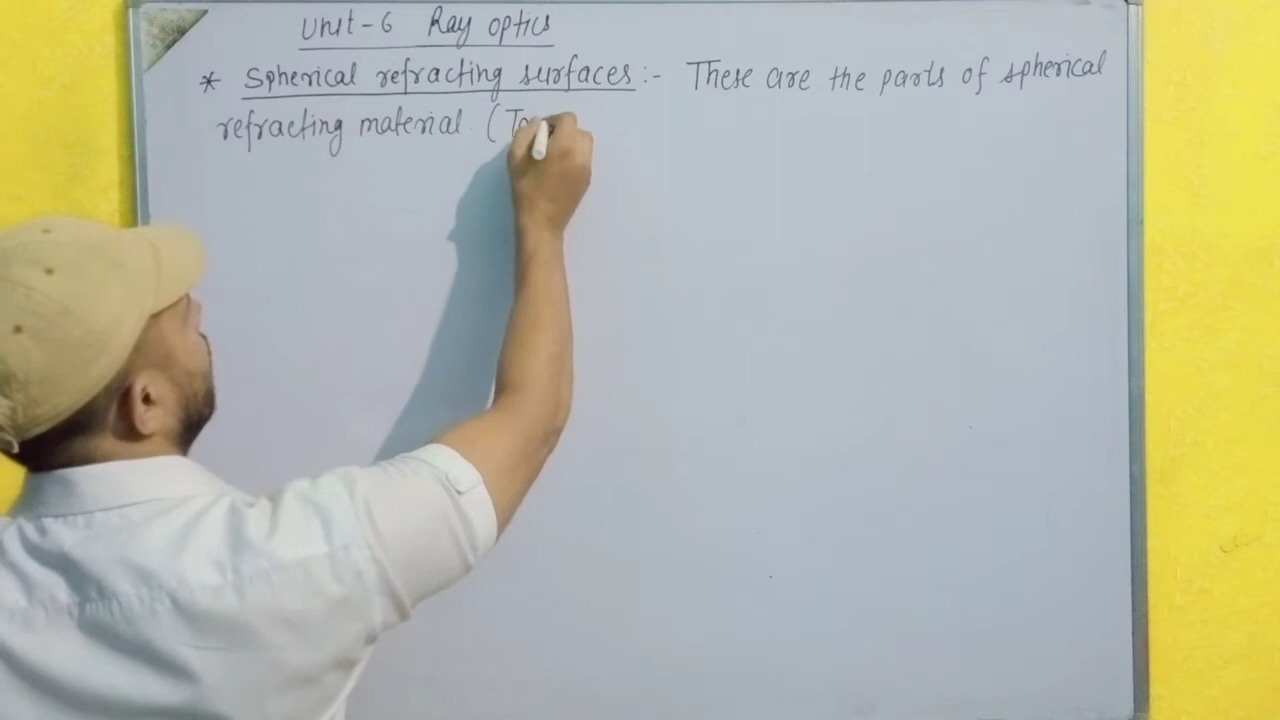 Unit-6 Ray optics
* Spherical refracting surfaces :- These are the parts of spherical
refracting material. (